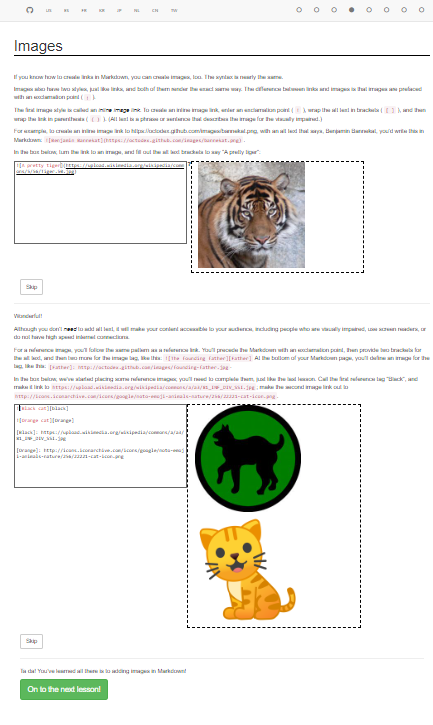 US ES FR KR JP NL CN TW
Images
If you know how to create links in Markdown, you can create images, too. The syntax is nearly the same.
Images also have two styles, just like links, and both of them render the exact same way. The difference between links and images is that images are prefaced with
an exclamation point ( ! ).
The first image style is called an inline image link. To create an inline image link, enter an exclamation point ( ! ), wrap the alt text in brackets ( [ ] ), and then
wrap the link in parenthesis ( ( ) ). (Alt text is a phrase or sentence that describes the image for the visually impaired.)
For example, to create an inline image link to https://octodex.github.com/images/bannekat.png, with an alt text that says, Benjamin Bannekat, you'd write this in
Markdown: ![Benjamin Bannekat](https://octodex.github.com/images/bannekat.png) .
In the box below, turn the link to an image, and fill out the alt text brackets to say "A pretty tiger":
![A pretty tiger](https://upload.wikimedia.org/wikipedia/comm
ons/5/56/Tiger.50.jpg)
Skip
Wonderful!
Although you don't need to add alt text, it will make your content accessible to your audience, including people who are visually impaired, use screen readers, or
do not have high speed internet connections.
For a reference image, you'll follow the same pattern as a reference link. You'll precede the Markdown with an exclamation point, then provide two brackets for
the alt text, and then two more for the image tag, like this: ![The founding father][Father] At the bottom of your Markdown page, you'll define an image for the
tag, like this: [Father]: http://octodex.github.com/images/founding-father.jpg .
In the box below, we've started placing some reference images; you'll need to complete them, just like the last lesson. Call the first reference tag "Black", and
make it link to https://upload.wikimedia.org/wikipedia/commons/a/a3/81_INF_DIV_SSI.jpg ; make the second image link out to
http://icons.iconarchive.com/icons/google/noto-emoji-animals-nature/256/22221-cat-icon.png .
![Black cat][Black]
![Orange cat][Orange]
[Black]: https://upload.wikimedia.org/wikipedia/commons/a/a3/
81_INF_DIV_SSI.jpg
[Orange]: http://icons.iconarchive.com/icons/google/noto-emoj
i-animals-nature/256/22221-cat-icon.png
Skip
Ta da! You've learned all there is to adding images in Markdown!
On to the next lesson!